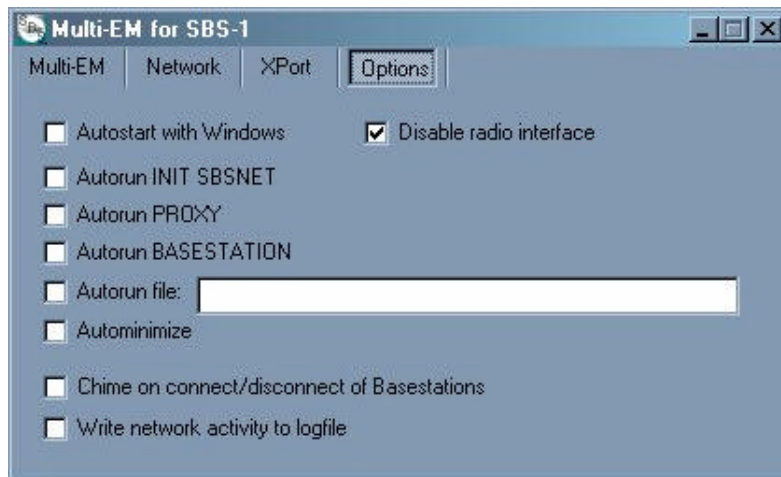 Multi-EM for SBS-1
Multi-EM Network XPort Options
Autostart with Windows Disable radio interface
Autorun INIT SBSNET
Autorun PROXY
Autorun BASESTATION
Autorun file:
Autominimize
Chime on connect/disconnect of Basestations
Write network activity to logfile